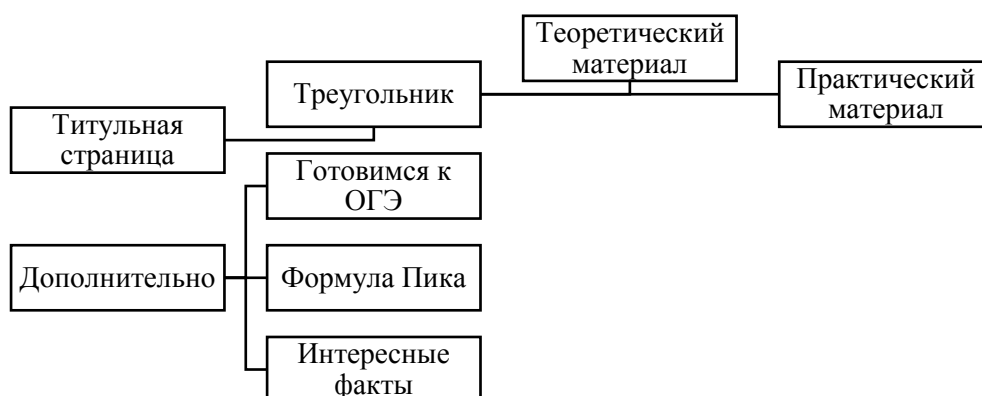 Теоретический
материал
Треугольник
Практический
материал
Титульная
страница
Готовимся к
ОГЭ
Дополнительно
Формула Пика
Интересные
факты